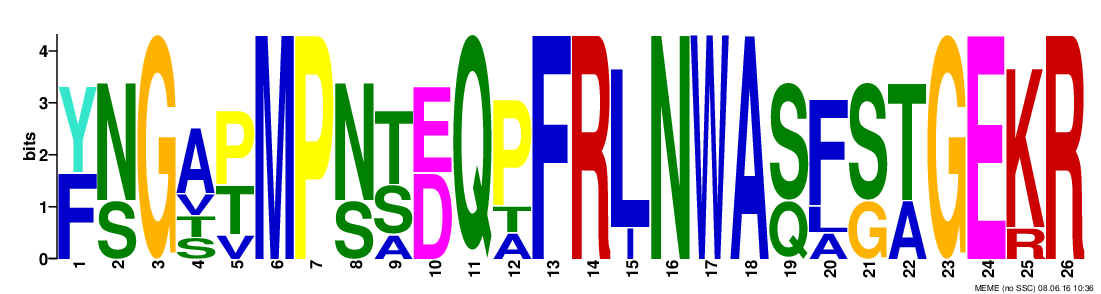 4
3
2
1
0
bits
Y N G A P M P N T E Q P F R L N W A S F S T G E K R
F S V T S S D T I Q L G A R
T V A A A
S
1 2 3 4 5 6 7 8 9 10 11 12 13 14 15 16 17 18 19 20 21 22 23 24 25 26
MEME (no SSC) 08.06.16 10:36